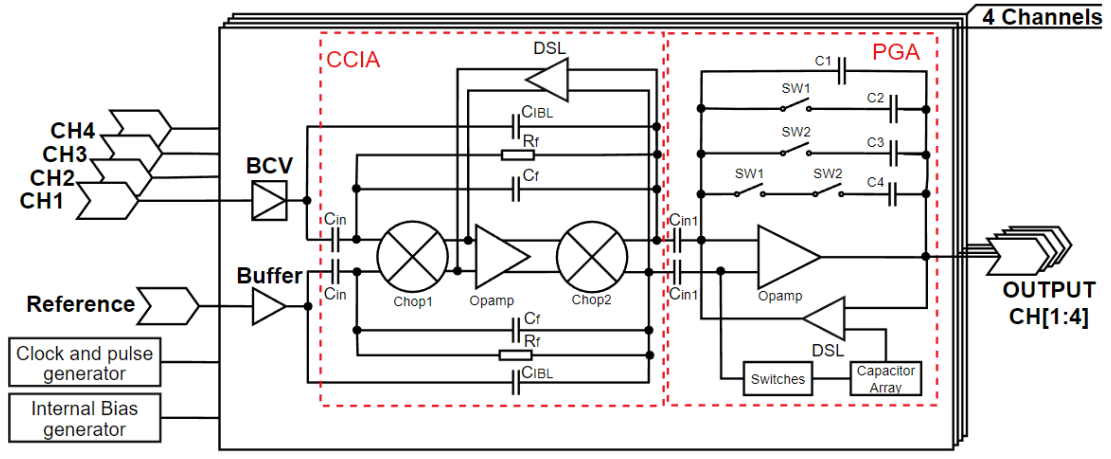 4 Channels
CCIA
DSL
PGA
C1
SW1
C2
CIBL
CH4
CH3
CH2
CH1
BCV
Rf
SW2
C3
Cf
SW1
SW2
C4
Cin
Cin1
Buffer
Reference
Cin
Chop1
Opamp
Chop2
Cin1
Opamp
OUTPUT
CH[1:4]
Cf
Rf
CIBL
DSL
Clock and pulse
generator
Switches
Capacitor
Array
Internal Bias
generator